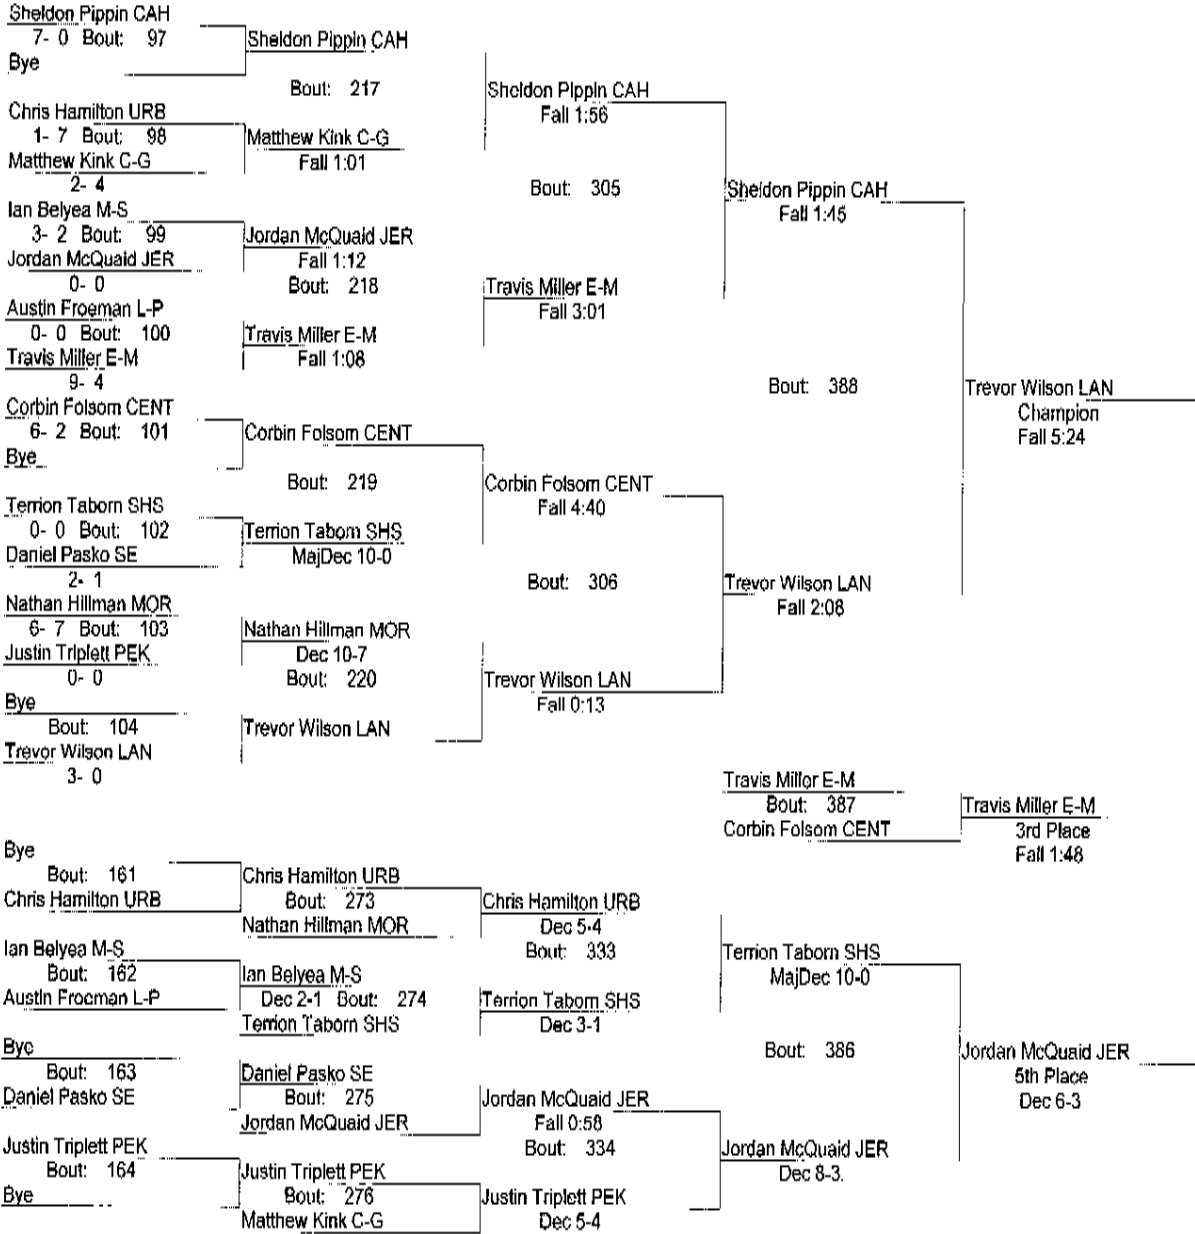 Sheldon Pippin CAH
7- 0 Bout: 97
Bye
Sheldon Pippin CAH
Bout: 217
Chris Hamilton URB
1- 7 Bout: 98
Matthew Kink C-G
2- 4
Matthew Kink C-G
Fall 1:01
Sheldon Pippin CAH
Fall 1:56
Bout: 305
Ian Belyea M-S
3- 2 Bout: 99
Jordan McQuaid JER
0- 0
Jordan McQuaid JER
Fall 1:12
Bout: 218
Austin Froeman L-P
0- 0 Bout: 100
Travis Miller E-M
9- 4
Travis Miller E-M
Fall 1:08
Travis Miller E-M
Fall 3:01
Sheldon Pippin CAH
Fall 1:45
Bout: 388
Corbin Folsom CENT
6- 2 Bout: 101
Bye
Corbin Folsom CENT
Bout: 219
Terrion Taborn SHS
0- 0 Bout: 102
Daniel Pasko SE
2- 1
Terrion Taborn SHS
MajDec 10-0
Corbin Folsom CENT
Fall 4:40
Bout: 306
Nathan Hillman MOR
6- 7 Bout: 103
Justin Triplett PEK
0- 0
Nathan Hillman MOR
Dec 10-7
Bout: 220
Bye
Bout: 104
Trevor Wilson LAN
3- 0
Trevor Wilson LAN
Trevor Wilson LAN
Fall 0:13
Trevor Wilson LAN
Fall 2:08
Trevor Wilson LAN
Champion
Fall 5:24
Travis Miller E-M
Bout: 387
Corbin Folsom CENT
Travis Miller E-M
3rd Place
Fall 1:48
Bye
Bout: 161
Chris Hamilton URB
Chris Hamilton URB
Bout: 273
Nathan Hillman MOR
Chris Hamilton URB
Dec 5-4
Bout: 333
Ian Belyea M-S
Bout: 162
Austin Frocman L-P
Ian Belyea M-S
Dec 2-1 Bout: 274
Terrion Taborn SHS
Terrion Taborn SHS
Dec 3-1
Terrion Taborn SHS
MajDec 10-0
Bout: 386
Bye
Bout: 163
Daniel Pasko SE
Daniel Pasko SE
Bout: 275
Jordan McQuaid JER
Jordan McQuaid JER
Fall 0:58
Bout: 334
Justin Triplett PEK
Bout: 164
Bye
Justin Triplett PEK
Bout: 276
Matthew Kink C-G
Justin Triplett PEK
Dec 5-4
Jordan McQuaid JER
Dec 8-3.
Jordan McQuaid JER
5th Place
Dec 6-3